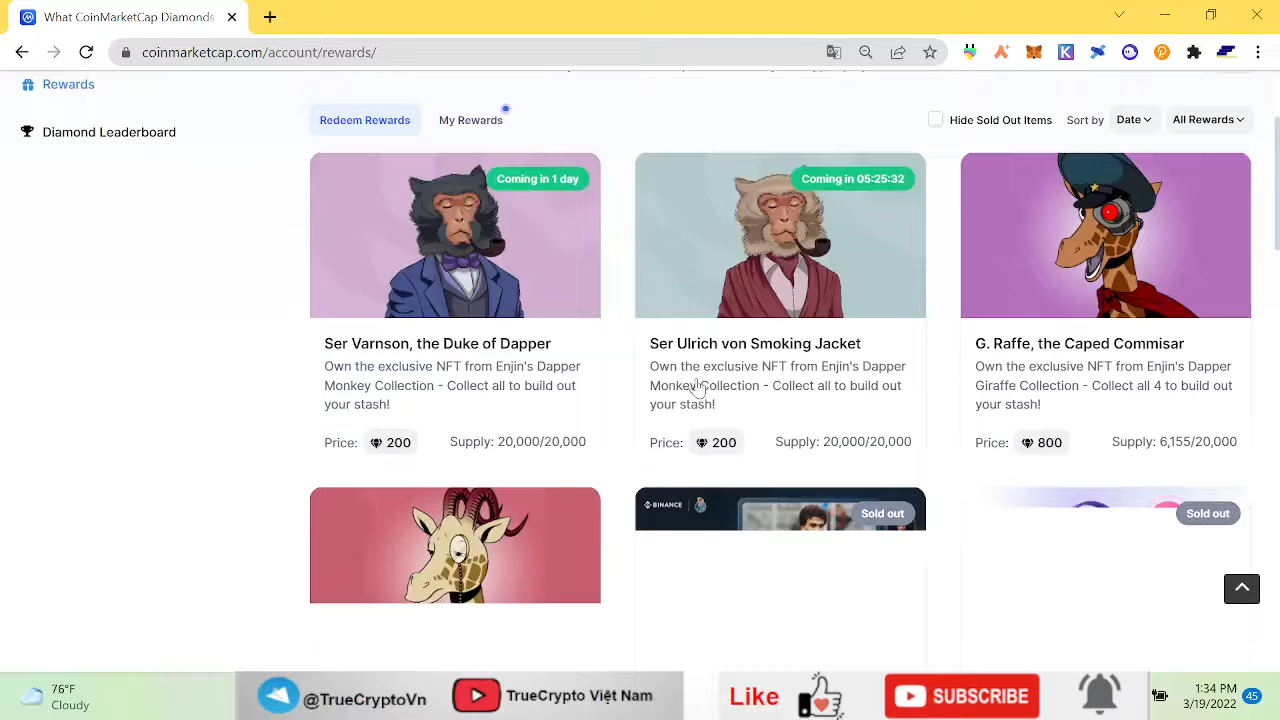 What CoinMarketCap Diamonds
coinmarketcap.com/account/rewards/
Rewards
Diamond Leaderboard
Redeem Rewards
My Rewards
Hide Sold Out Items
Sort by
Date
All Rewards
Coming in 1 day
Ser Varnson, the Duke of Dapper
Own the exclusive NFT from Enjin's Dapper
Monkey Collection - Collect all to build out
your stash!
Price: 200 Supply: 20,000/20,000
Coming in 05:25:32
Ser Ulrich von Smoking Jacket
Own the exclusive NFT from Enjin's Dapper
Monkey Collection - Collect all to build out
your stash!
Price: 200 Supply: 20,000/20,000
G. Raffe, the Caped Commisar
Own the exclusive NFT from Enjin's Dapper
Giraffe Collection - Collect all 4 to build out
your stash!
Price: 800 Supply: 6,155/20,000
BINANCE
Sold out
Sold out
76°F
Cloudy
@TrueCryptoVn
TrueCrypto Việt Nam
Like
SUBSCRIBE
1:34 PM
3/19/2022
45